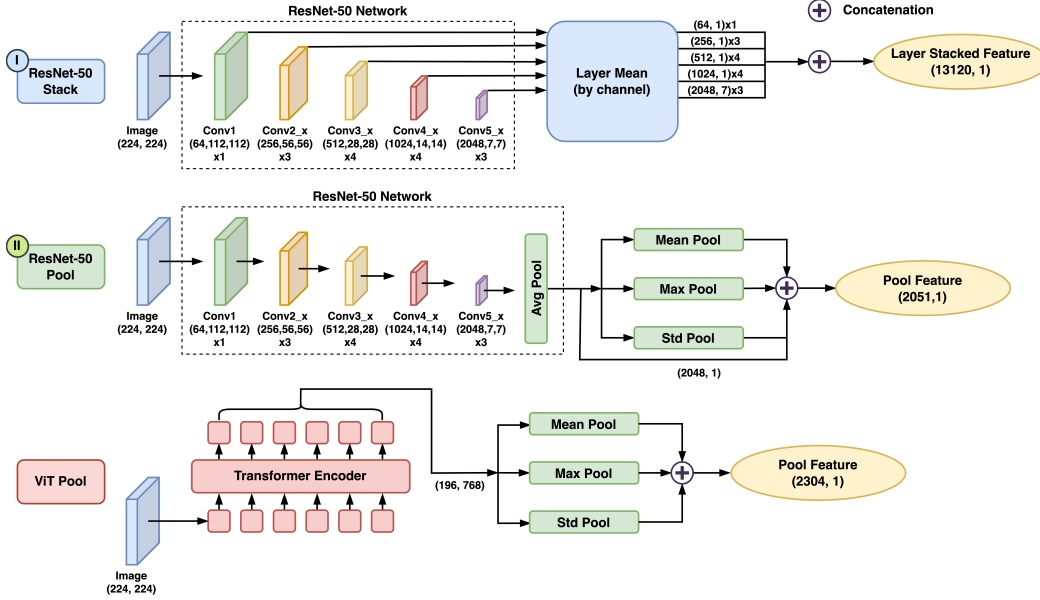 ResNet-50 Network
Concatenation
I
ResNet-50
Stack
Image
(224, 224)
Conv1
(64,112,112)
x1
Conv2_x
(256,56,56)
x3
Conv3_x
(512,28,28)
x4
Conv4_x
(1024,14,14)
x4
Conv5_x
(2048,7,7)
x3
Layer Mean
(by channel)
(64, 1)x1
(256, 1)x3
(512, 1)x4
(1024, 1)x4
(2048, 7)x3
Layer Stacked Feature
(13120, 1)
ResNet-50 Network
II
ResNet-50
Pool
Image
(224, 224)
Conv1
(64,112,112)
x1
Conv2_x
(256,56,56)
x3
Conv3_x
(512,28,28)
x4
Conv4_x
(1024,14,14)
x4
Conv5_x
(2048,7,7)
x3
Avg Pool
Mean Pool
Max Pool
Std Pool
(2048, 1)
Pool Feature
(2051,1)
ViT Pool
Image
(224, 224)
Transformer Encoder
(196, 768)
Mean Pool
Max Pool
Std Pool
Pool Feature
(2304, 1)